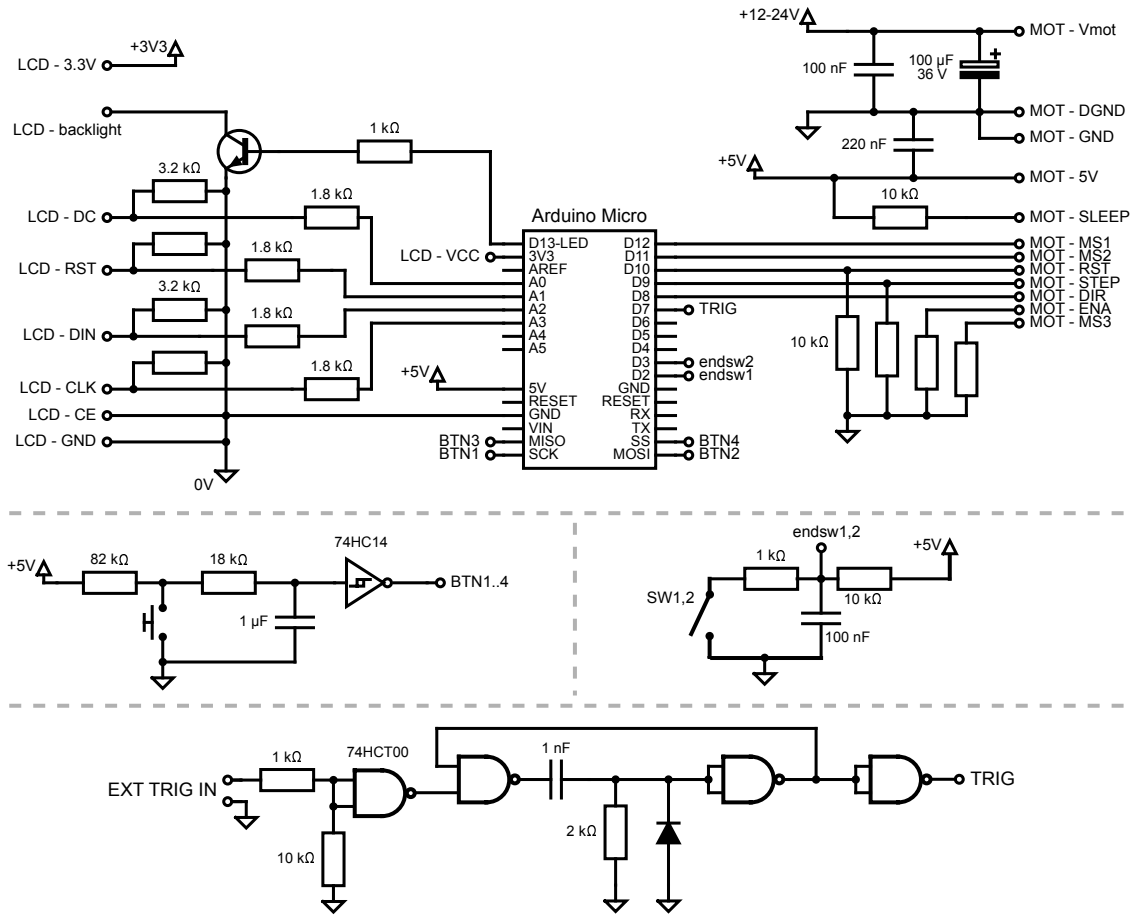 +12-24V
MOT - Vmot
+3V3
LCD - 3.3V
100 nF
100 µF
36 V
+
LCD - backlight
MOT - DGND
1 kΩ
MOT - GND
220 nF
3.2 kΩ
+5V
MOT - 5V
1.8 kΩ
10 kΩ
LCD - DC
MOT - SLEEP
Arduino Micro
D13-LED
3V3
AREF
A0
A1
A2
A3
A4
A5
5V
RESET
GND
VIN
MISO
SCK
D12
D11
D10
D9
D8
D7
D6
D5
D4
D3
D2
GND
RESET
RX
TX
SS
MOSI
LCD - VCC
1.8 kΩ
LCD - RST
3.2 kΩ
1.8 kΩ
LCD - DIN
1.8 kΩ
LCD - CLK
+5V
LCD - CE
LCD - GND
0V
BTN3
BTN1
MOT - MS1
MOT - MS2
MOT - RST
MOT - STEP
MOT - DIR
MOT - ENA
MOT - MS3
TRIG
10 kΩ
endsw2
endsw1
BTN4
BTN2
+5V
82 kΩ
18 kΩ
74HC14
BTN1..4
1 µF
endsw1,2
1 kΩ
+5V
SW1,2
10 kΩ
100 nF
EXT TRIG IN
1 kΩ
74HCT00
1 nF
TRIG
2 kΩ
10 kΩ